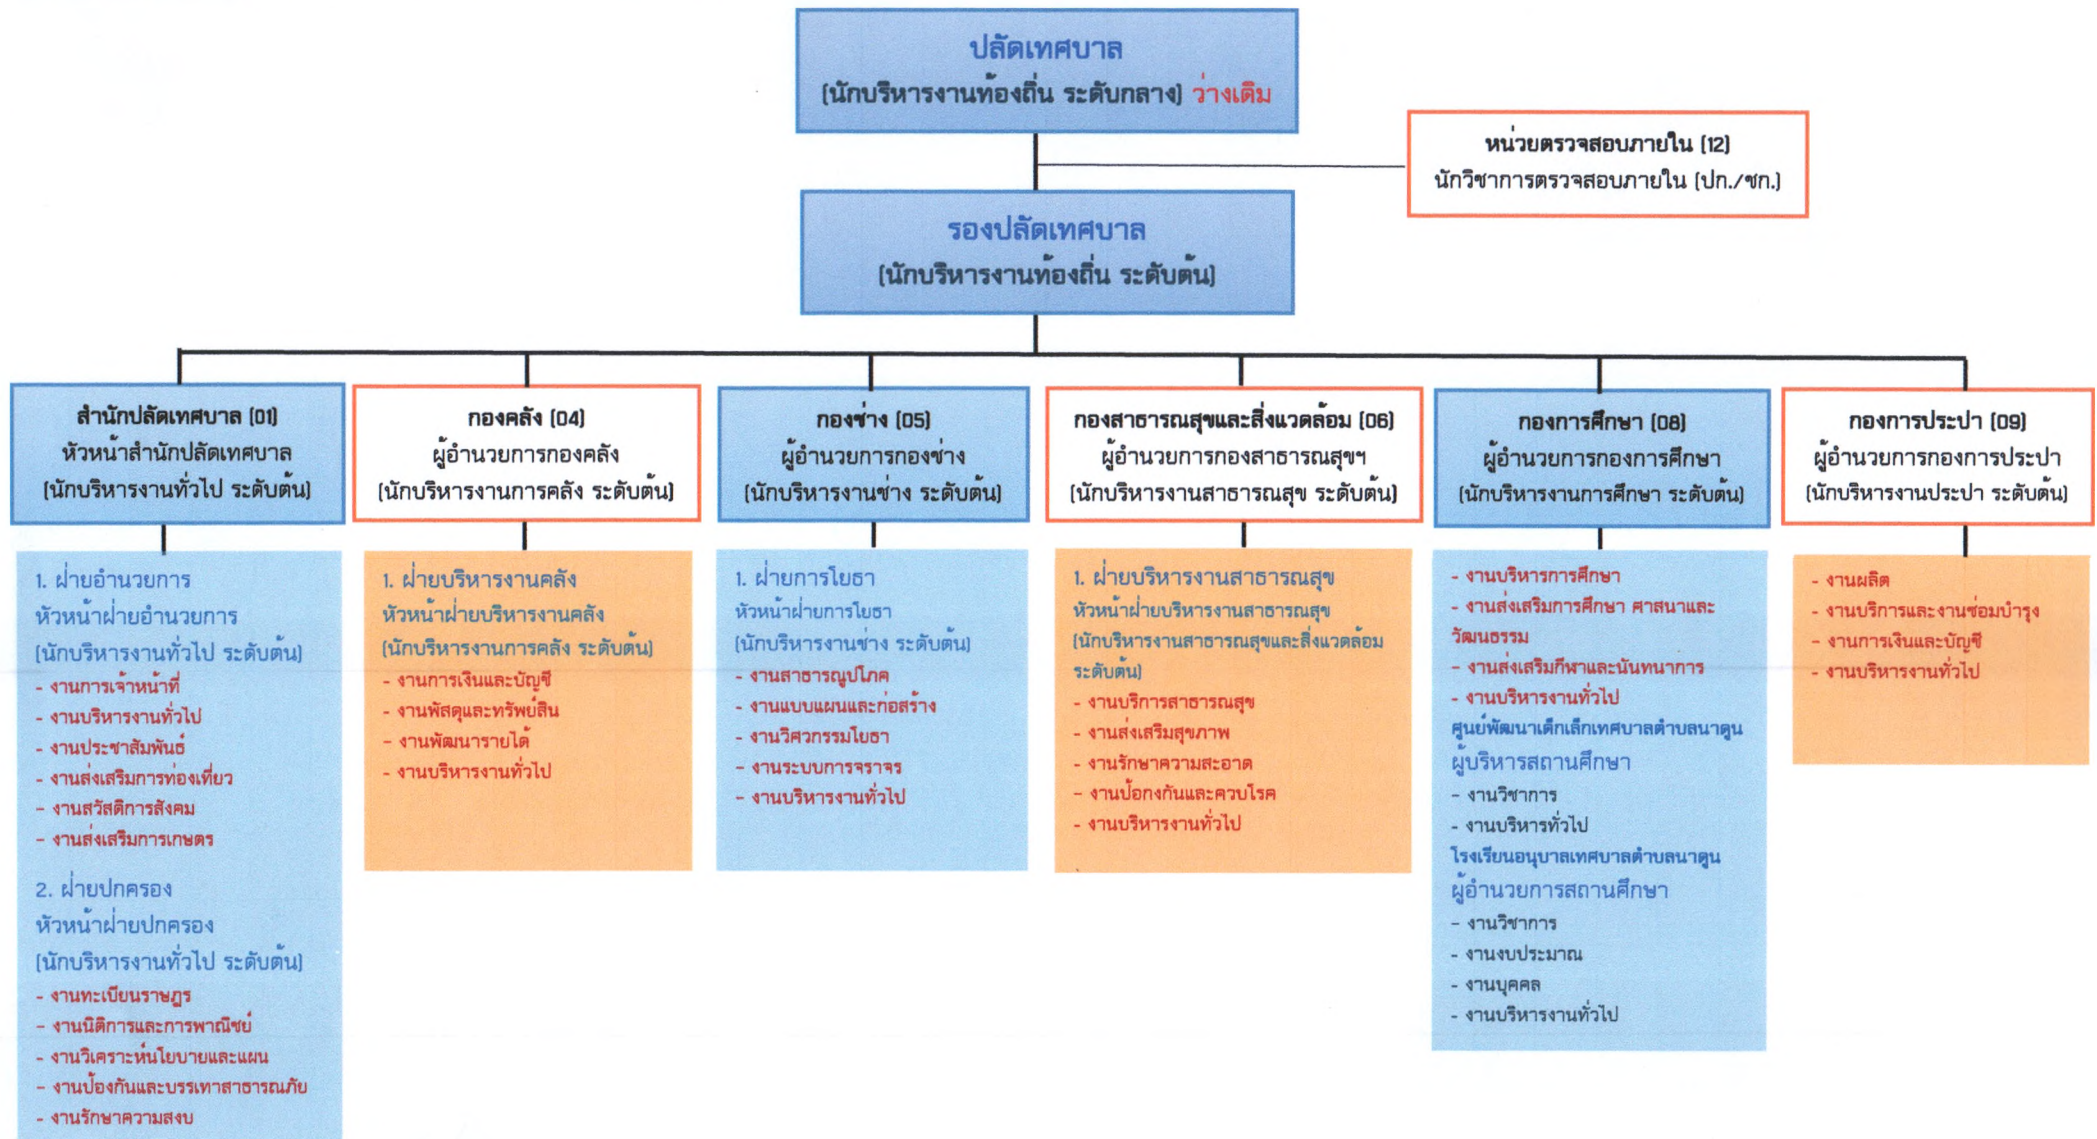 ปลัดเทศบาล
(นักบริหารงานท้องถิ่น ระดับกลาง) ว่างเดิม
หน่วยตรวจสอบภายใน (12)
นักวิชาการตรวจสอบภายใน (ปก./ชก.)
รองปลัดเทศบาล
(นักบริหารงานท้องถิ่น ระดับต้น)
สำนักปลัดเทศบาล (01)
หัวหน้าสำนักปลัดเทศบาล
(นักบริหารงานทั่วไป ระดับต้น)
กองคลัง (04)
ผู้อำนวยการกองคลัง
(นักบริหารงานการคลัง ระดับต้น)
กองช่าง (05)
ผู้อำนวยการกองช่าง
(นักบริหารงานช่าง ระดับต้น)
กองสาธารณสุขและสิ่งแวดล้อม (06)
ผู้อำนวยการกองสาธารณสุขฯ
(นักบริหารงานสาธารณสุข ระดับต้น)
กองการศึกษา (08)
ผู้อำนวยการกองการศึกษา
(นักบริหารงานการศึกษา ระดับต้น)
กองการประปา (09)
ผู้อำนวยการกองการประปา
(นักบริหารงานประปา ระดับต้น)
1. ฝ่ายอำนวยการ
หัวหน้าฝ่ายอำนวยการ
(นักบริหารงานทั่วไป ระดับต้น)
- งานการเจ้าหน้าที่
- งานบริหารงานทั่วไป
- งานประชาสัมพันธ์
- งานส่งเสริมการท่องเที่ยว
- งานสวัสดิการสังคม
- งานส่งเสริมการเกษตร
2. ฝ่ายปกครอง
หัวหน้าฝ่ายปกครอง
(นักบริหารงานทั่วไป ระดับต้น)
- งานทะเบียนราษฎร
- งานนิติการและการพาณิชย์
- งานวิเคราะห์นโยบายและแผน
- งานป้องกันและบรรเทาสาธารณภัย
- งานรักษาความสงบ
1. ฝ่ายบริหารงานคลัง
หัวหน้าฝ่ายบริหารงานคลัง
(นักบริหารงานการคลัง ระดับต้น)
- งานการเงินและบัญชี
- งานพัสดุและทรัพย์สิน
- งานพัฒนารายได้
- งานบริหารงานทั่วไป
1. ฝ่ายการโยธา
หัวหน้าฝ่ายการโยธา
(นักบริหารงานช่าง ระดับต้น)
- งานสาธารณูปโภค
- งานแบบแผนและก่อสร้าง
- งานวิศวกรรมโยธา
- งานระบบการจราจร
- งานบริหารงานทั่วไป
1. ฝ่ายบริหารงานสาธารณสุข
หัวหน้าฝ่ายบริหารงานสาธารณสุข
(นักบริหารงานสาธารณสุขและสิ่งแวดล้อม
ระดับต้น)
- งานบริการสาธารณสุข
- งานส่งเสริมสุขภาพ
- งานรักษาความสะอาด
- งานป้อกงกันและควบโรค
- งานบริหารงานทั่วไป
- งานบริหารการศึกษา
- งานส่งเสริมการศึกษา ศาสนาและ
วัฒนธรรม
- งานส่งเสริมกีฬาและนันทนาการ
- งานบริหารงานทั่วไป
ศูนย์พัฒนาเด็กเล็กเทศบาลตำบลนาดูน
ผู้บริหารสถานศึกษา
- งานวิชาการ
- งานบริหารทั่วไป
โรงเรียนอนุบาลเทศบาลตำบลนาดูน
ผู้อำนวยการสถานศึกษา
- งานวิชาการ
- งานงบประมาณ
- งานบุคคล
- งานบริหารงานทั่วไป
- งานผลิต
- งานบริการและงานซ่อมบำรุง
- งานการเงินและบัญชี
- งานบริหารงานทั่วไป